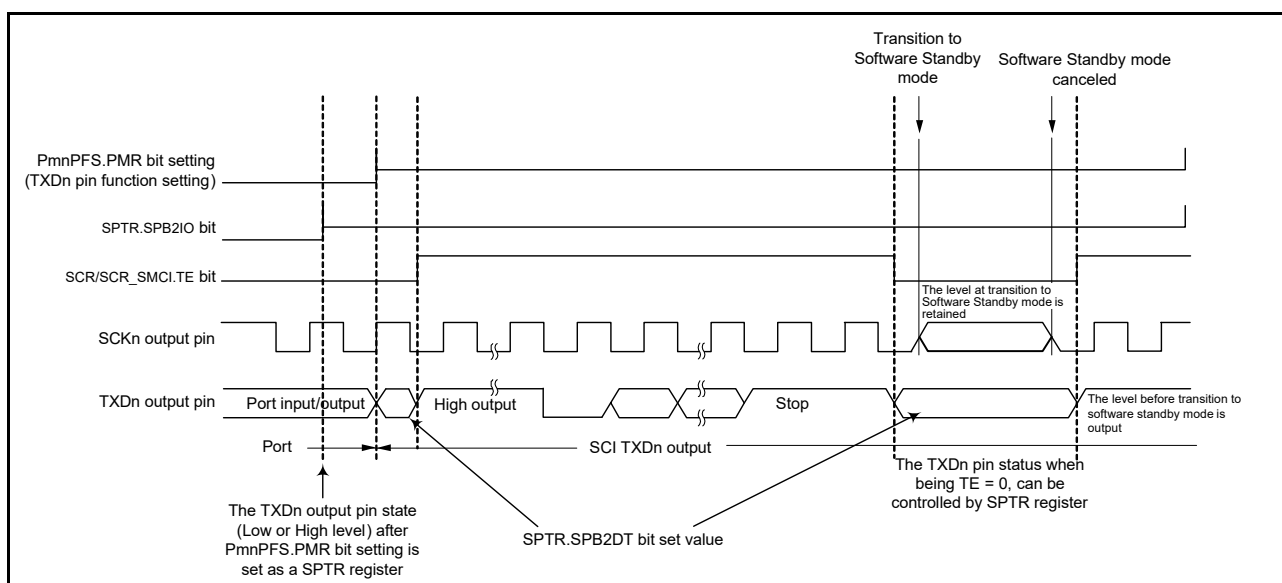 Transition to
Software Standby
mode
Software Standby mode
canceled
PmnPFS.PMR bit setting
(TXDn pin function setting)
SPTR.SPB2IO bit
SCR/SCR_SMCI.TE bit
The level at transition to
Software Standby mode is
retained
SCKn output pin
TXDn output pin
Port input/output
High output
Stop
The level before transition to
software standby mode is
output
Port
SCI TXDn output
The TXDn pin status when
being TE = 0, can be
controlled by SPTR register
The TXDn output pin state
(Low or High level) after
PmnPFS.PMR bit setting is
set as a SPTR register
SPTR.SPB2DT bit set value